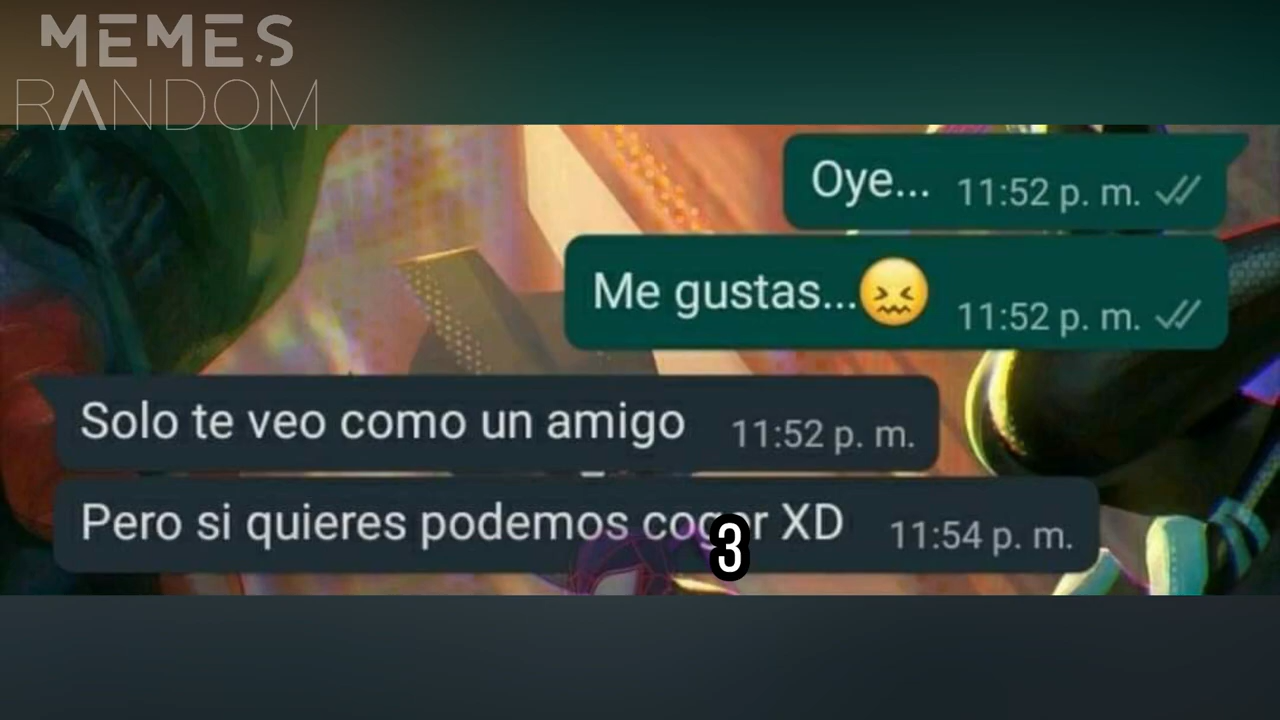 MEMES
RANDOM
Oye... 11:52 p. m.
Me gustas...😖 11:52 p. m.
Solo te veo como un amigo 11:52 p. m.
Pero si quieres podemos coger XD 11:54 p. m.
3